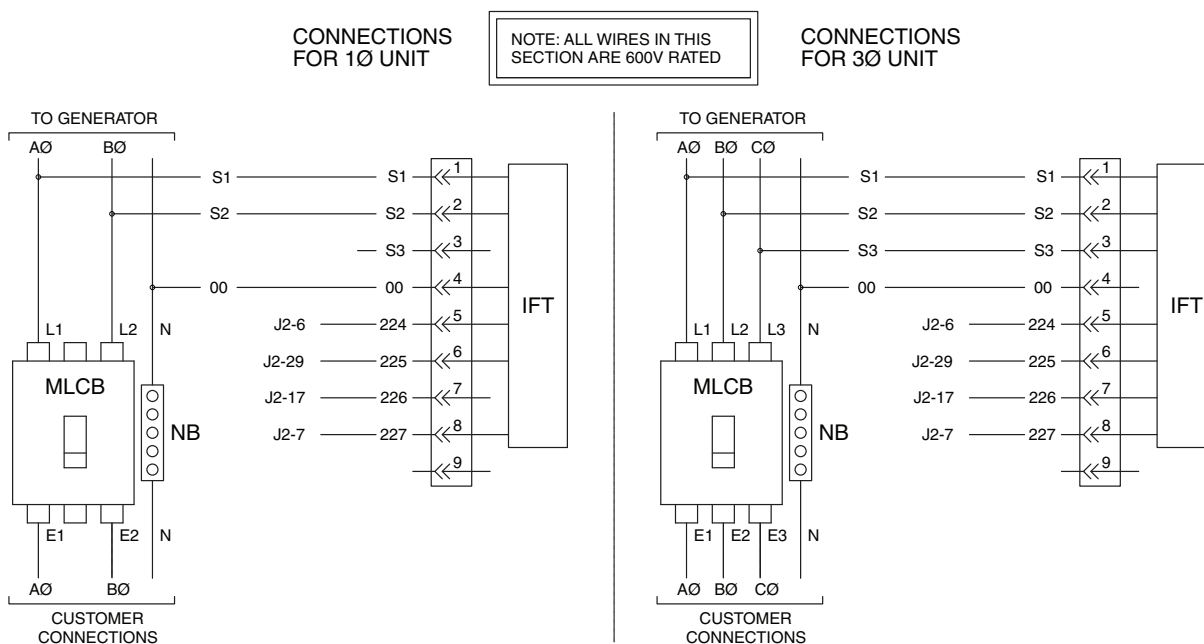 CONNECTIONS
FOR 1Ø UNIT
NOTE: ALL WIRES IN THIS
SECTION ARE 600V RATED
CONNECTIONS
FOR 3Ø UNIT
TO GENERATOR
AØ BØ
S1 S1 1
S2 S2 2
S3 3
00 00 4
J2-6 224 5
J2-29 225 6
J2-17 226 7
J2-7 227 8
9
IFT
L1 L2 N
MLCB
NB
E1 E2 N
AØ BØ
CUSTOMER
CONNECTIONS
TO GENERATOR
AØ BØ CØ
S1 S1 1
S2 S2 2
S3 S3 3
00 00 4
J2-6 224 5
J2-29 225 6
J2-17 226 7
J2-7 227 8
9
IFT
L1 L2 L3 N
MLCB
NB
E1 E2 E3 N
AØ BØ CØ
CUSTOMER
CONNECTIONS